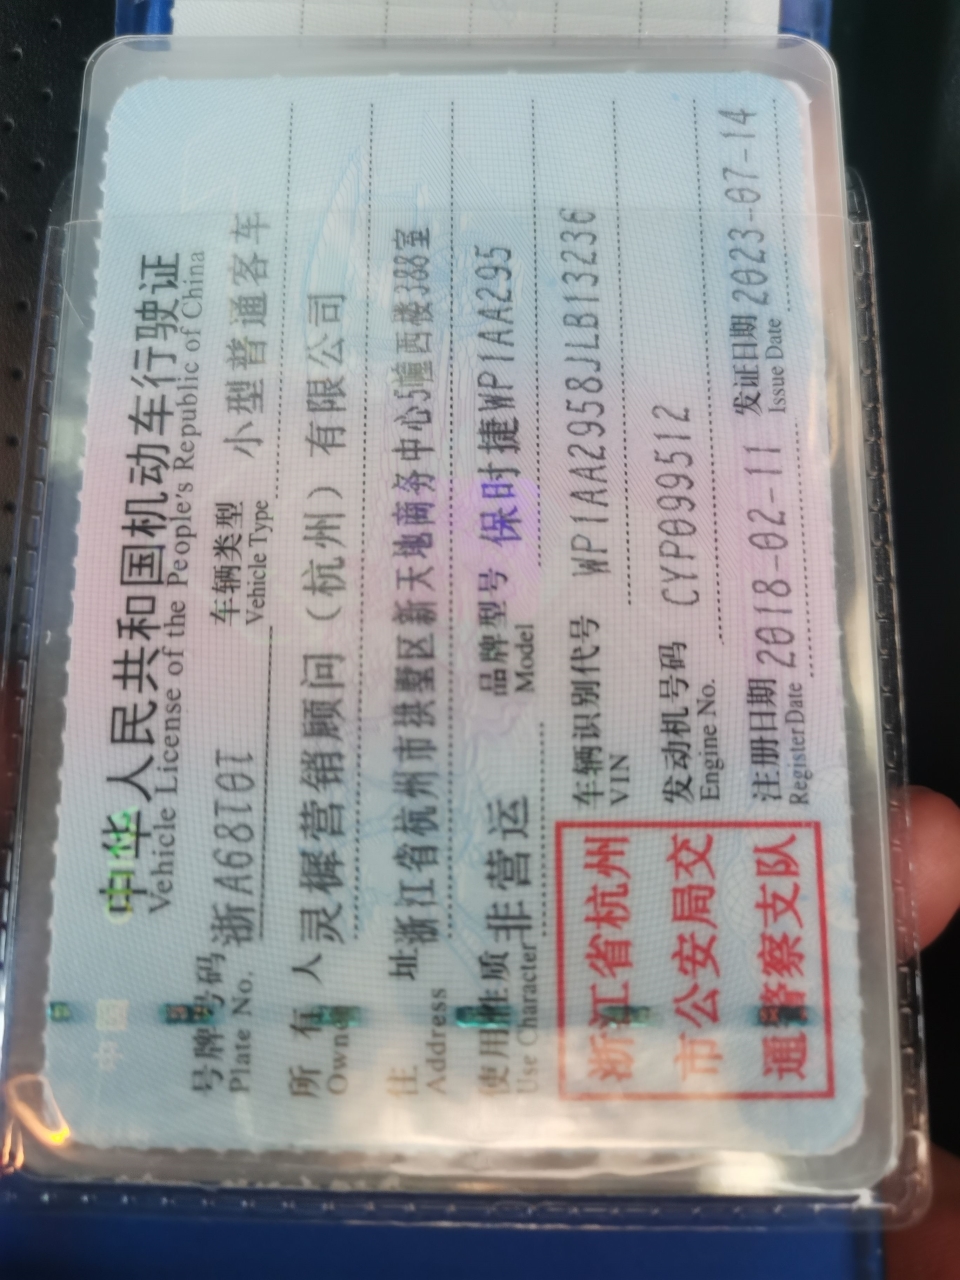 中华人民共和国机动车行驶证
Vehicle License of the People's Republic of China
号牌号码 浙A68T0T 车辆类型 小型普通客车
Plate No. Vehicle Type
所有人 灵樨营销顾问（杭州）有限公司
Owner
住址 浙江省杭州市拱墅区新天地商务中心5幢西楼388室
Address
使用性质 非营运 品牌型号 保时捷WP1AA295
Use Character Model
浙江省杭州
市公安局交
通警察支队
车辆识别代号 WP1AA2958JLB13236
VIN
发动机号码 CYP099512
Engine No.
注册日期 2018-02-11 发证日期 2023-07-14
Register Date Issue Date
中国